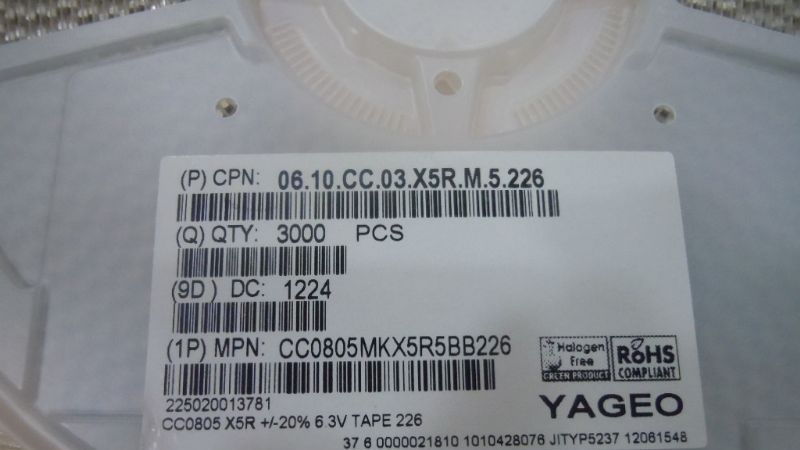 (P) CPN: 06.10.CC.03.X5R.M.5.226
(Q) QTY: 3000 PCS
(9D ) DC: 1224
(1P) MPN: CC0805MKX5R5BB226
Halogen
Free
GREEN PRODUCT
RoHS
COMPLIANT
225020013781
YAGEO
CC0805 X5R +/-20% 6.3V TAPE 226
37 6 0000021810 1010428076 JITYP5237 12061548